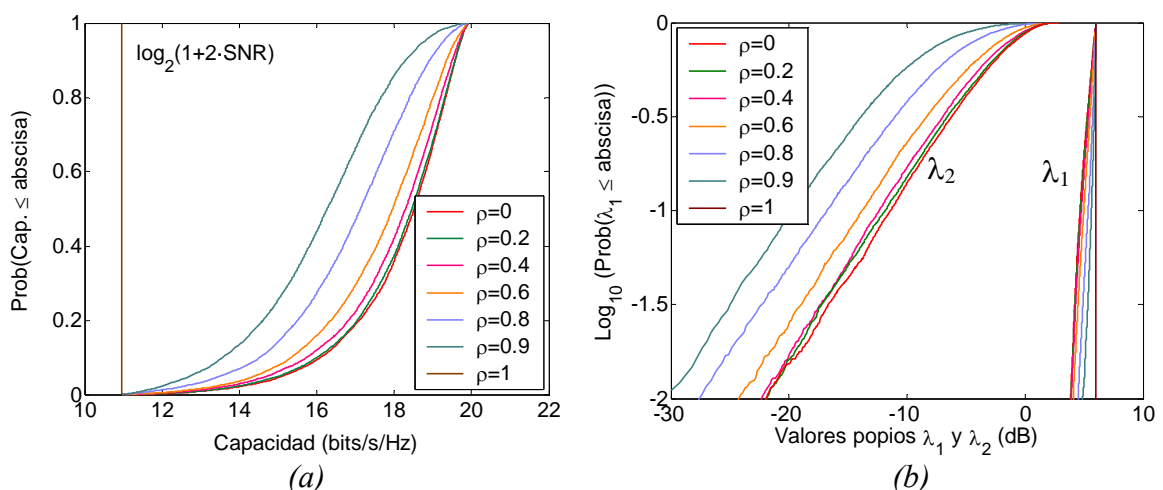 1
0.8
0.6
0.4
0.2
0
Prob(Cap. ≤ abscisa)
log₂(1+2·SNR)
ρ=0
ρ=0.2
ρ=0.4
ρ=0.6
ρ=0.8
ρ=0.9
ρ=1
10 12 14 16 18 20 22
Capacidad (bits/s/Hz)
(a)
0
-0.5
-1
-1.5
-2
Log₁₀ (Prob(λ₁ ≤ abscisa))
ρ=0
ρ=0.2
ρ=0.4
ρ=0.6
ρ=0.8
ρ=0.9
ρ=1
λ₂
λ₁
-30 -20 -10 0 10
Valores popios λ₁ y λ₂ (dB)
(b)